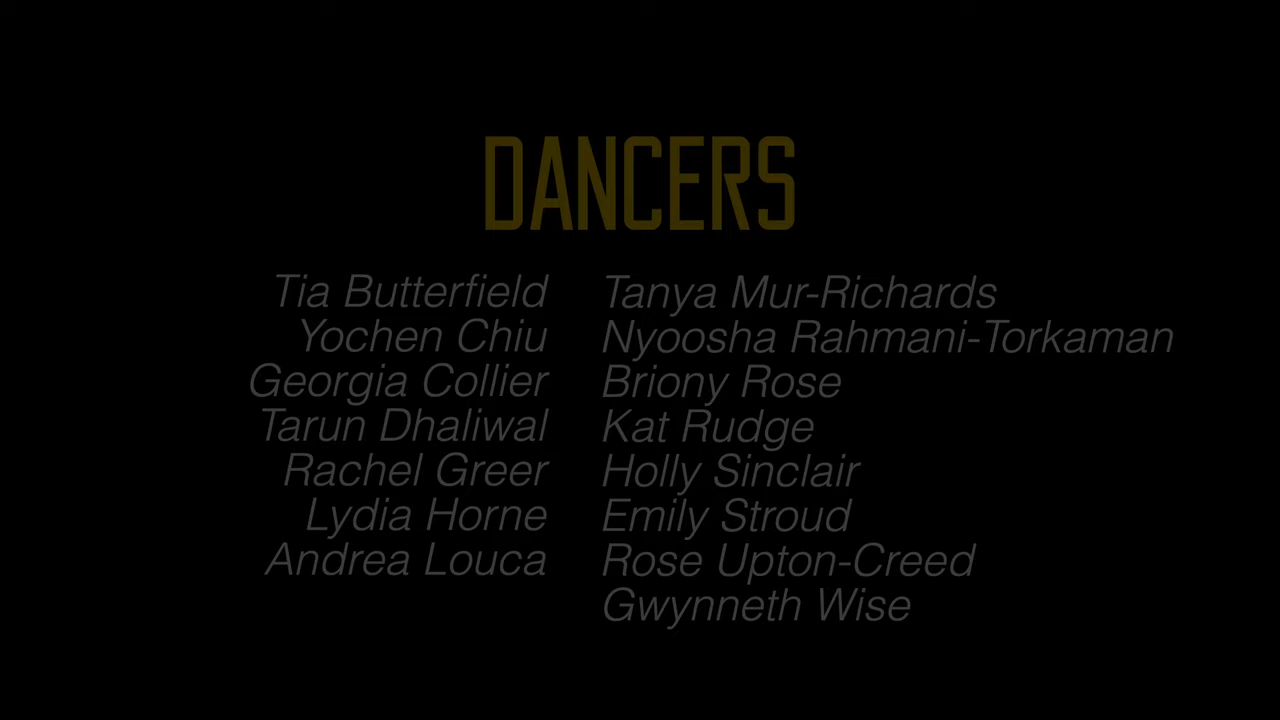 DANCERS
Tia Butterfield
Yochen Chiu
Georgia Collier
Tarun Dhaliwal
Rachel Greer
Lydia Horne
Andrea Louca
Tanya Mur-Richards
Nyoosha Rahmani-Torkaman
Briony Rose
Kat Rudge
Holly Sinclair
Emily Stroud
Rose Upton-Creed
Gwynneth Wise